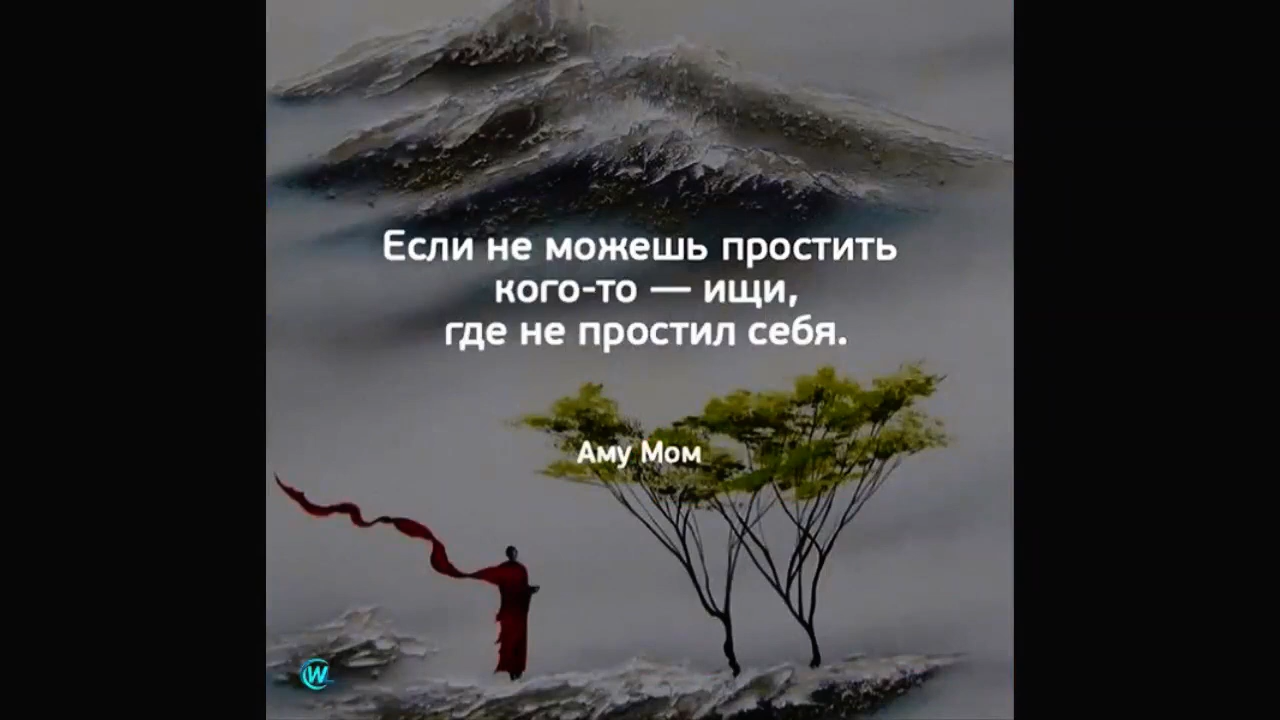 Если не можешь простить
кого-то — ищи,
где не простил себя.
Аму Мом
W